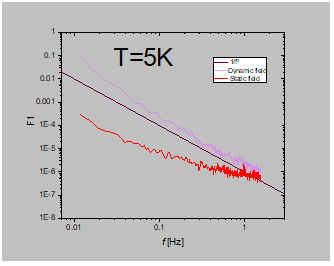 1
0.1
0.01
0.001
1E-4
1E-5
1E-6
1E-7
1E-8
F1
T=5K
Dynamic field
Static field
0.01
0.1
1
f [Hz]